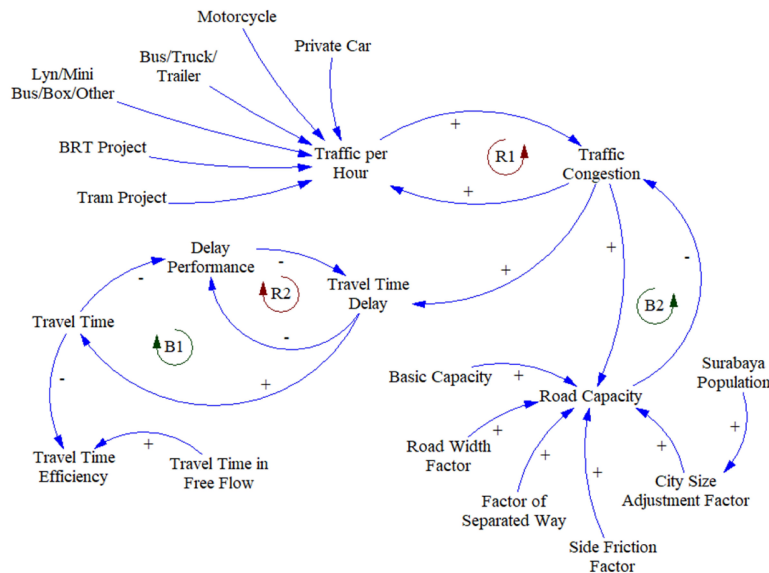 Motorcycle
Private Car
Bus/Truck/
Trailer
Lyn/Mini
Bus/Box/Other
BRT Project
Tram Project
Traffic per
Hour
+
R1
+
Traffic
Congestion
Delay
Performance
-
-
R2
Travel Time
Delay
+
+
-
B2
Travel Time
B1
-
-
+
Travel Time
Efficiency
+
Travel Time in
Free Flow
Basic Capacity
+
Road Capacity
Surabaya
Population
+
Road Width
Factor
+
Factor of
Separated Way
+
+
Side Friction
Factor
+
City Size
Adjustment Factor